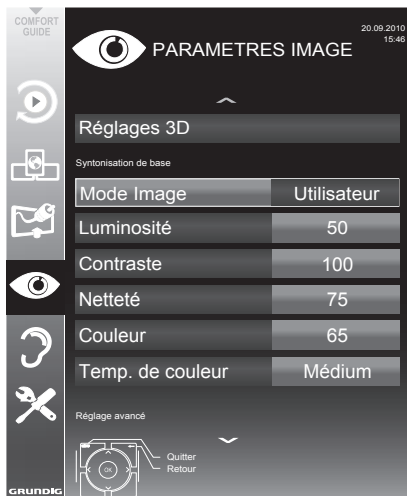 COMFORT
GUIDE
PARAMETRES IMAGE
20.09.2010
15:46
Réglages 3D
Syntonisation de base
Mode Image Utilisateur
Luminosité 50
Contraste 100
Netteté 75
Couleur 65
Temp. de couleur Médium
Réglage avancé
Quitter
Retour
OK
GRUNDIG